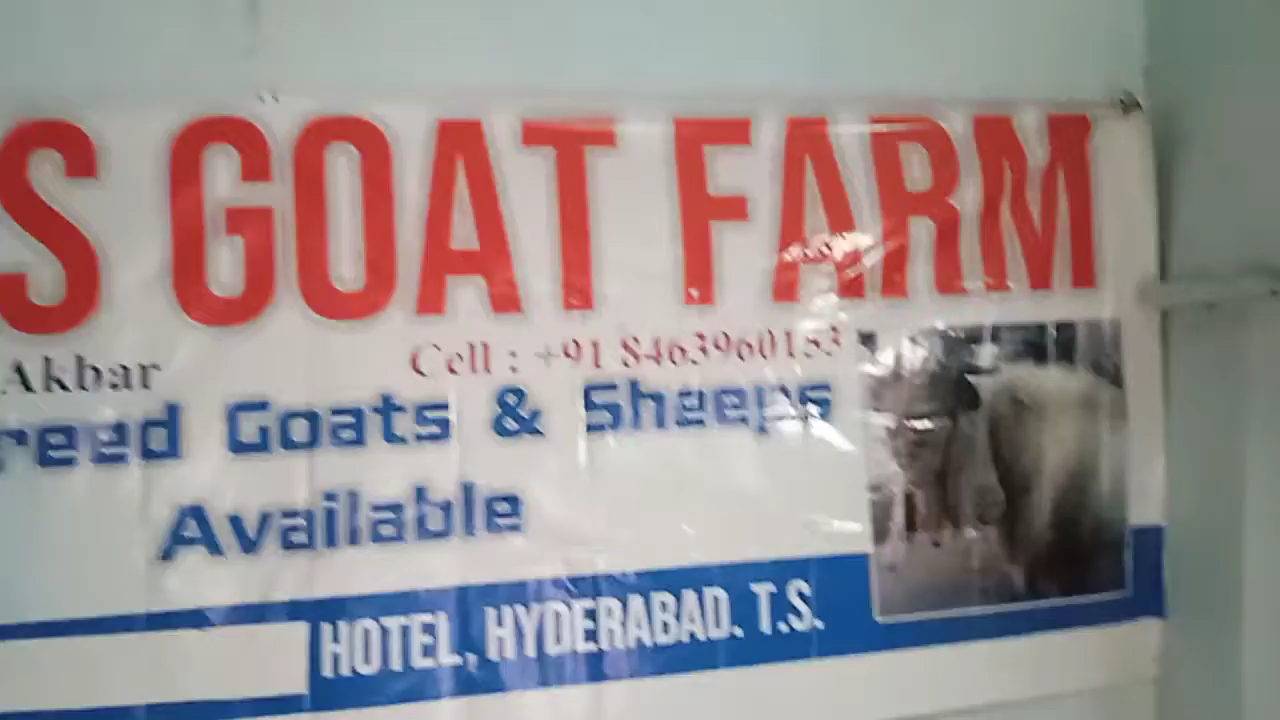 S GOAT FARM
Akbar
Cell : +91 8463960153
reed Goats & Sheeps
Available
HOTEL, HYDERABAD. T.S.